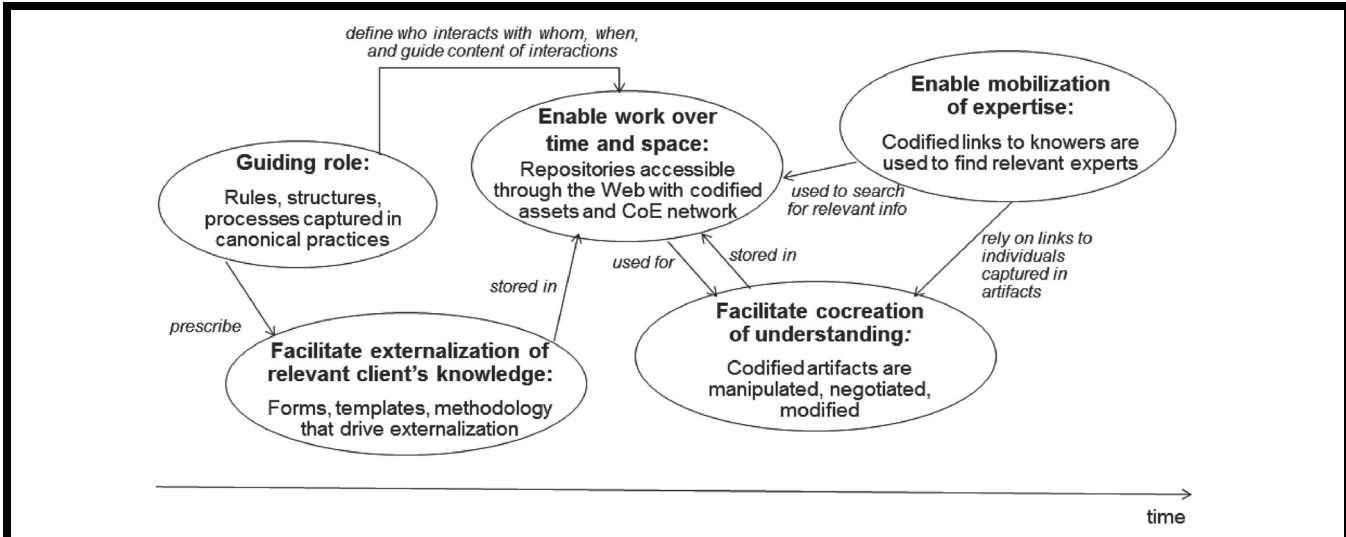 define who interacts with whom, when,
and guide content of interactions
Guiding role:
Rules, structures,
processes captured in
canonical practices
Enable work over
time and space:
Repositories accessible
through the Web with codified
assets and CoE network
Enable mobilization
of expertise:
Codified links to knowers are
used to find relevant experts
used to search
for relevant info
prescribe
stored in
used for
stored in
rely on links to
individuals
captured in
artifacts
Facilitate externalization of
relevant client's knowledge:
Forms, templates, methodology
that drive externalization
Facilitate cocreation
of understanding:
Codified artifacts are
manipulated, negotiated,
modified
time